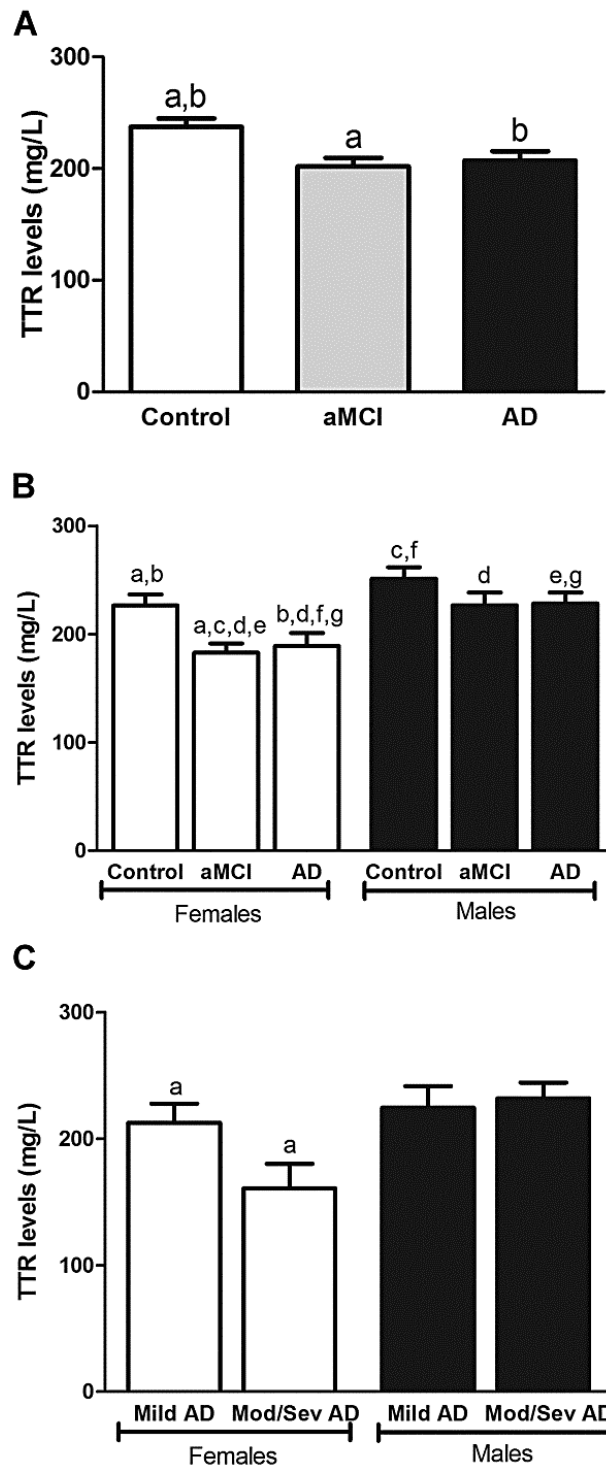 A
300
200
100
0
TTR levels (mg/L)
a,b
a
b
Control aMCI AD
B
300
200
100
0
TTR levels (mg/L)
a,b
a,c,d,e
b,d,f,g
c,f
d
e,g
Control aMCI AD Control aMCI AD
Females Males
C
300
200
100
0
TTR levels (mg/L)
a
a
Mild AD Mod/Sev AD Mild AD Mod/Sev AD
Females Males